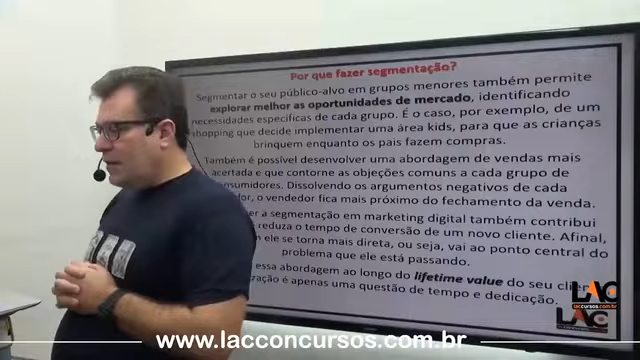 Por que fazer segmentação?
Segmentar o seu público-alvo em grupos menores também permite
explorar melhor as oportunidades de mercado, identificando
necessidades específicas de cada grupo. É o caso, por exemplo, de um
shopping que decide implementar uma área kids, para que as crianças
brinquem enquanto os pais fazem compras.
Também é possível desenvolver uma abordagem de vendas mais
acertada e que contorne as objeções comuns a cada grupo de
onsumidores. Dissolvendo os argumentos negativos de cada
dor, o vendedor fica mais próximo do fechamento da venda.
er a segmentação em marketing digital também contribui
reduza o tempo de conversão de um novo cliente. Afinal,
ele se torna mais direta, ou seja, vai ao ponto central do
problema que ele está passando.
essa abordagem ao longo do lifetime value do seu clien
zação é apenas uma questão de tempo e dedicação.
LAC
laccursos.com.br
LAC
www.lacconcursos.com.br